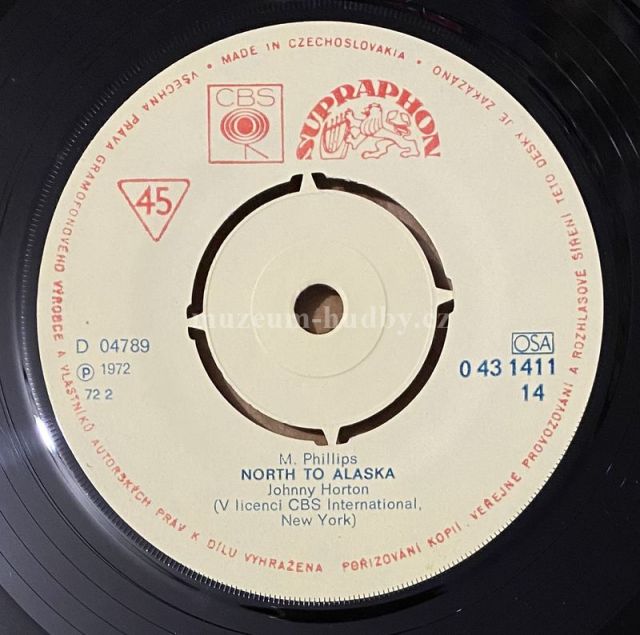 • MADE IN CZECHOSLOVAKIA •
VŠECHNA PRÁVA GRAMOFONOVÉHO VÝROBCE A VLASTNÍKŮ AUTORSKÝCH PRÁV K DÍLU VYHRAŽENA POŘIZOVÁNÍ KOPIÍ, VEŘEJNÉ PROVOZOVÁNÍ A ROZHLASOVÉ ŠÍŘENÍ TÉTO DESKY JE ZAKÁZÁNO
CBS
SUPRAPHON
45
muzeum-hudby.cz
D 04789
℗ 1972
72 2
OSA
0 43 1411
14
M. Phillips
NORTH TO ALASKA
Johnny Horton
(V licenci CBS International,
New York)